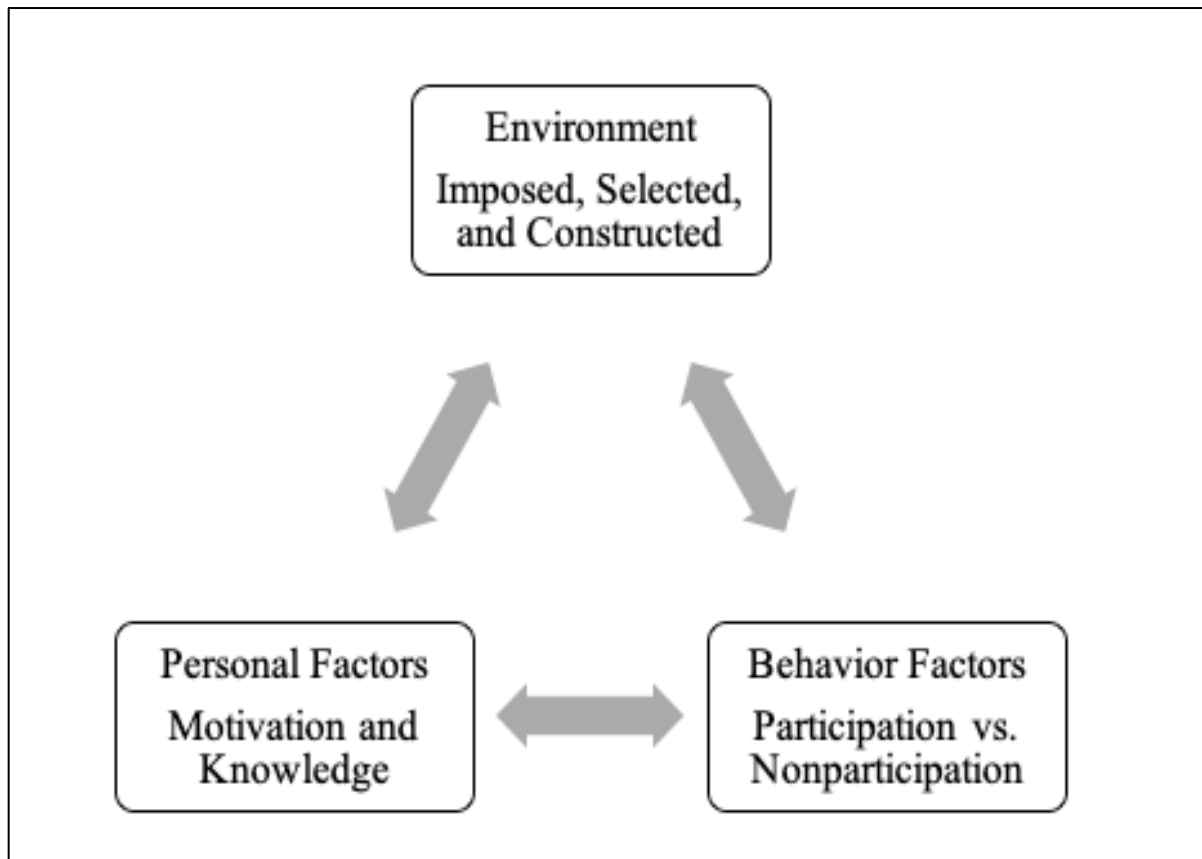 Environment
Imposed, Selected,
and Constructed
Personal Factors
Motivation and
Knowledge
Behavior Factors
Participation vs.
Nonparticipation